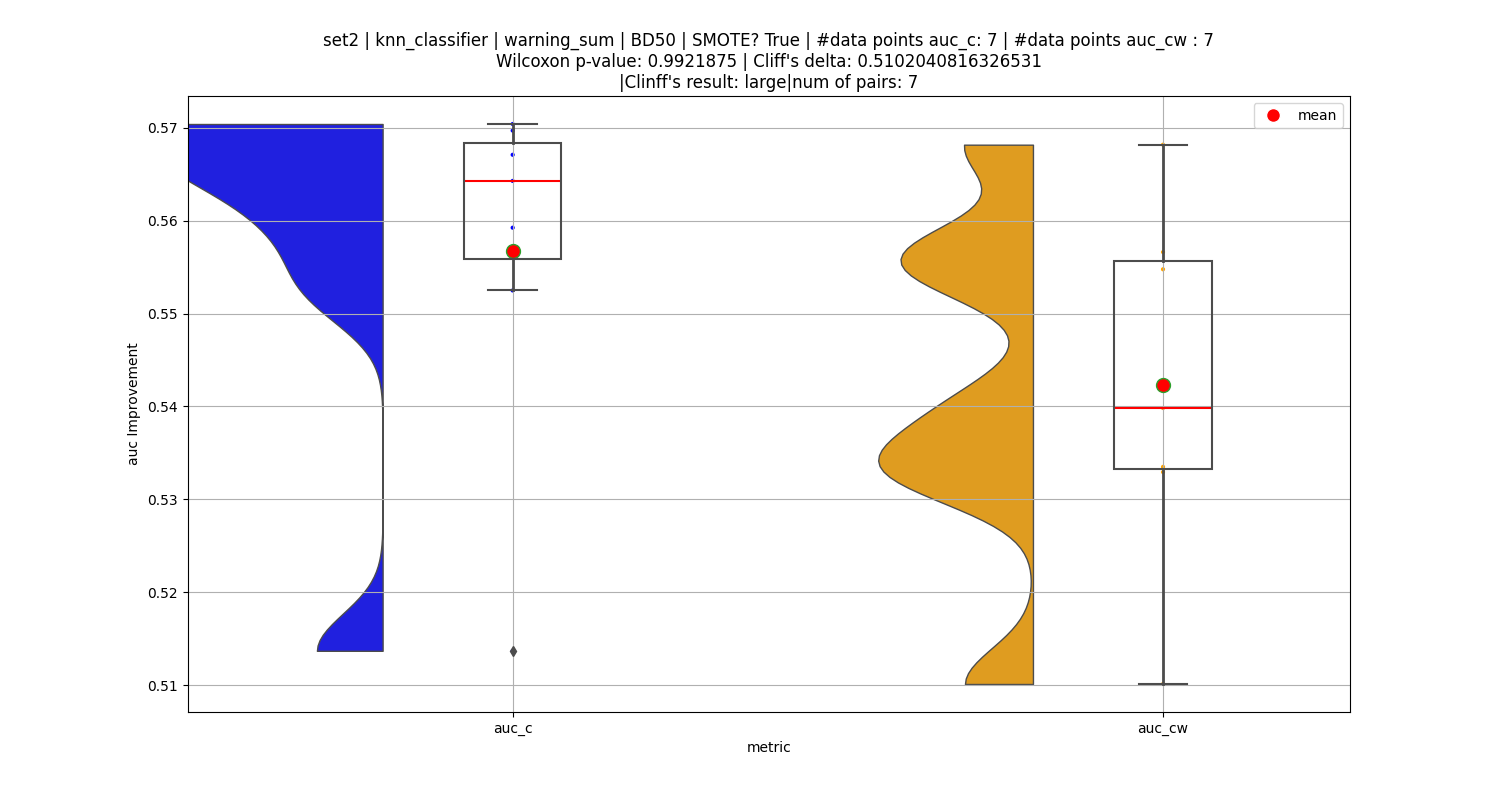 set2 | knn_classifier | warning_sum | BD50 | SMOTE? True | #data points auc_c: 7 | #data points auc_cw : 7
Wilcoxon p-value: 0.9921875 | Cliff's delta: 0.5102040816326531
|Clinff's result: large|num of pairs: 7
mean
0.57
0.56
0.55
0.54
0.53
0.52
0.51
auc Improvement
auc_c
auc_cw
metric